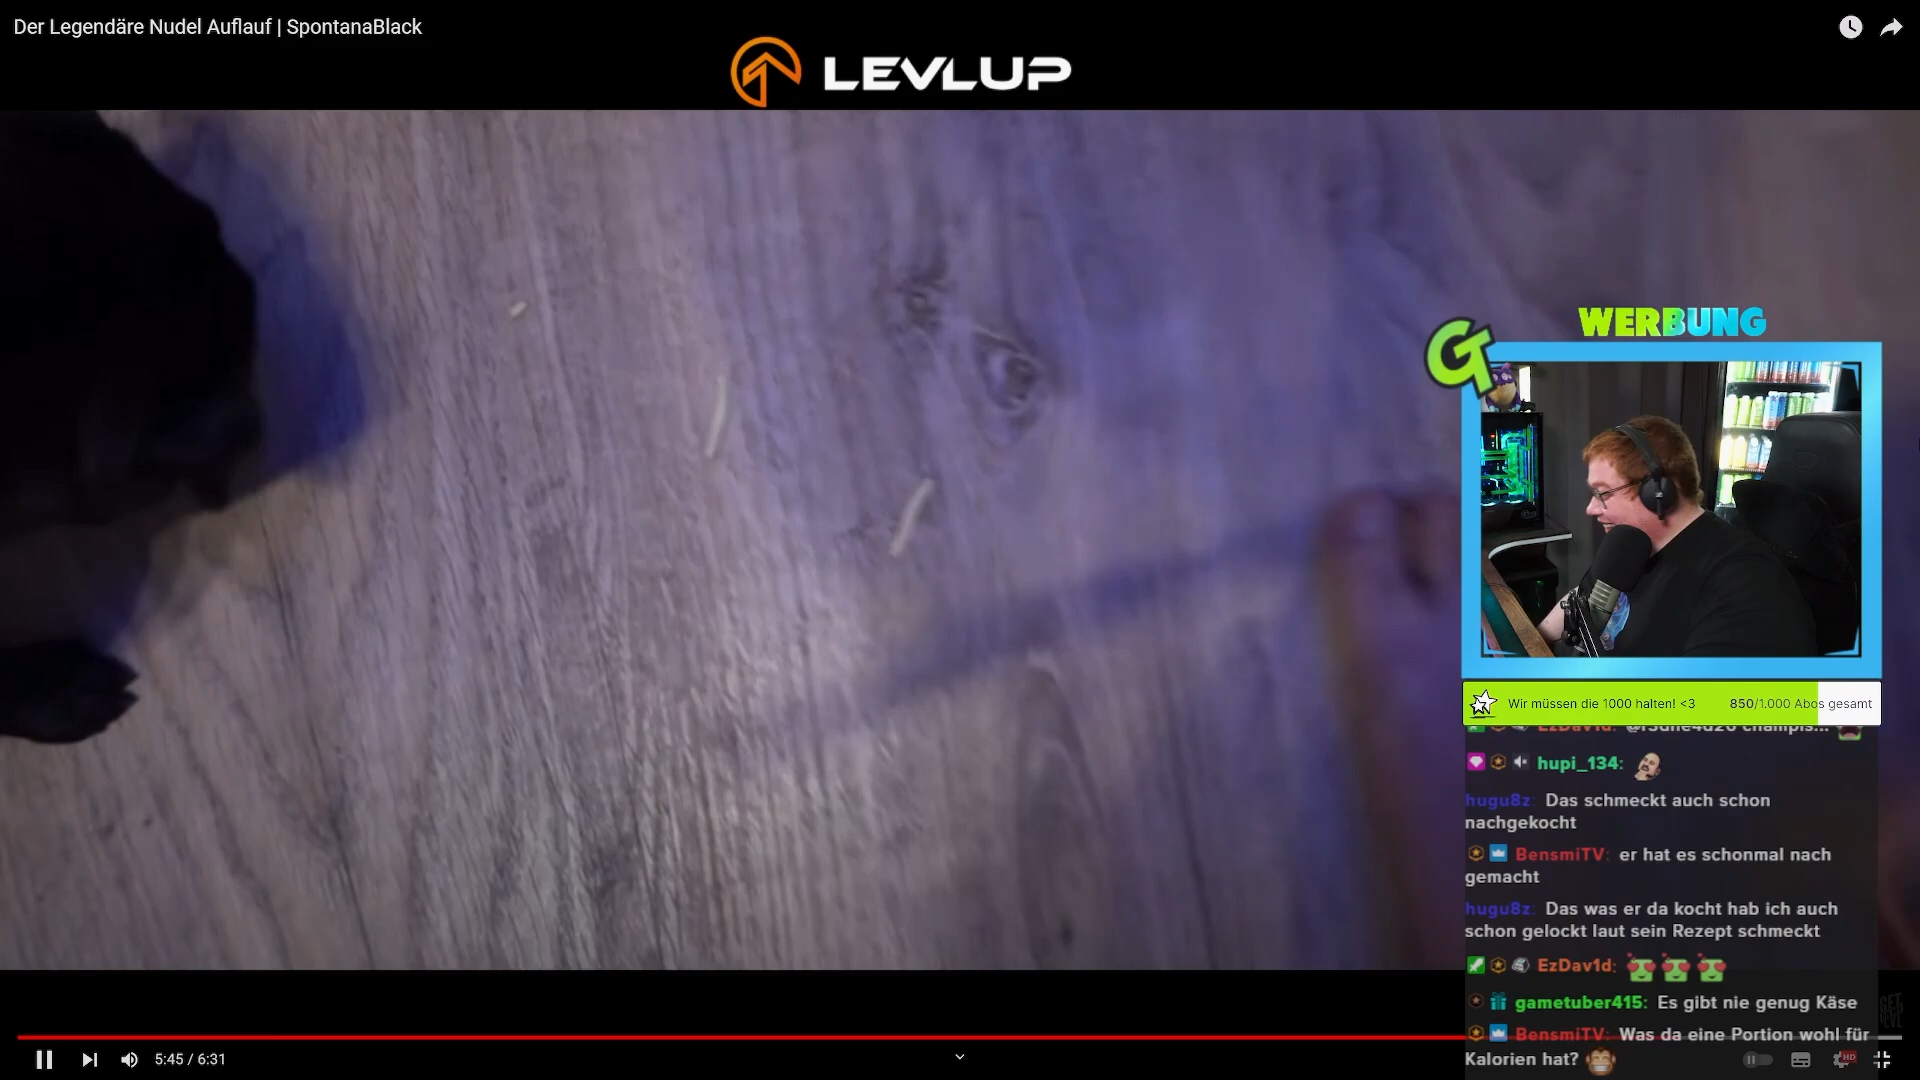 Der Legendäre Nudel Auflauf | SpontanaBlack
LEVLUP
WERBUNG
GT
Wir müssen die 1000 halten! <3 850/1.000 Abos gesamt
EzDav1d:
hupi_134:
hugu8z: Das schmeckt auch schon
nachgekocht
BensmiTV: er hat es schonmal nach
gemacht
hugu8z: Das was er da kocht hab ich auch
schon gelockt laut sein Rezept schmeckt
EzDav1d:
gametuber415: Es gibt nie genug Käse
BensmiTV: Was da eine Portion wohl für
Kalorien hat?
5:45 / 6:31
HD